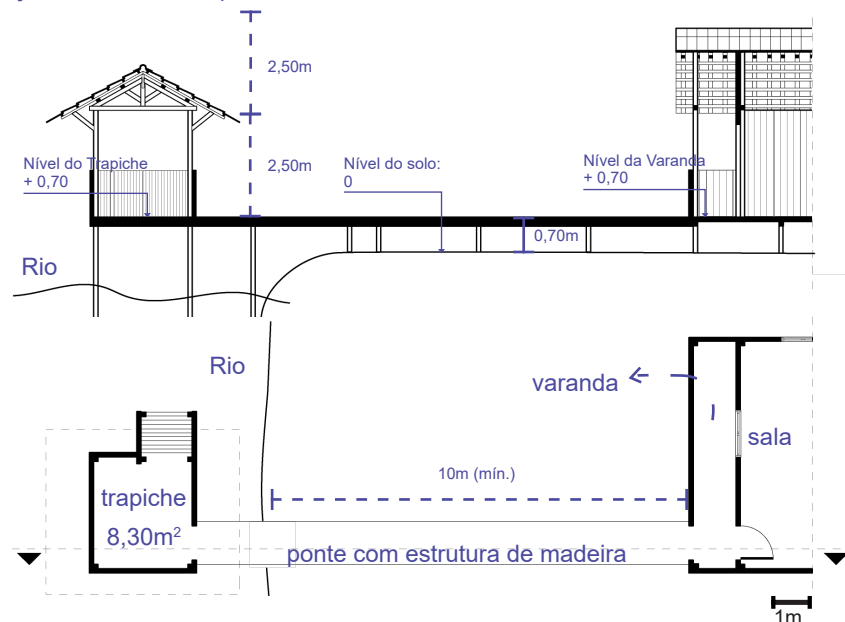 2,50m
Nível do Trapiche
+ 0,70
2,50m
Nível do solo:
0
Nível da Varanda
+ 0,70
0,70m
Rio
Rio
varanda
sala
10m (mín.)
trapiche
8,30m²
ponte com estrutura de madeira
1m